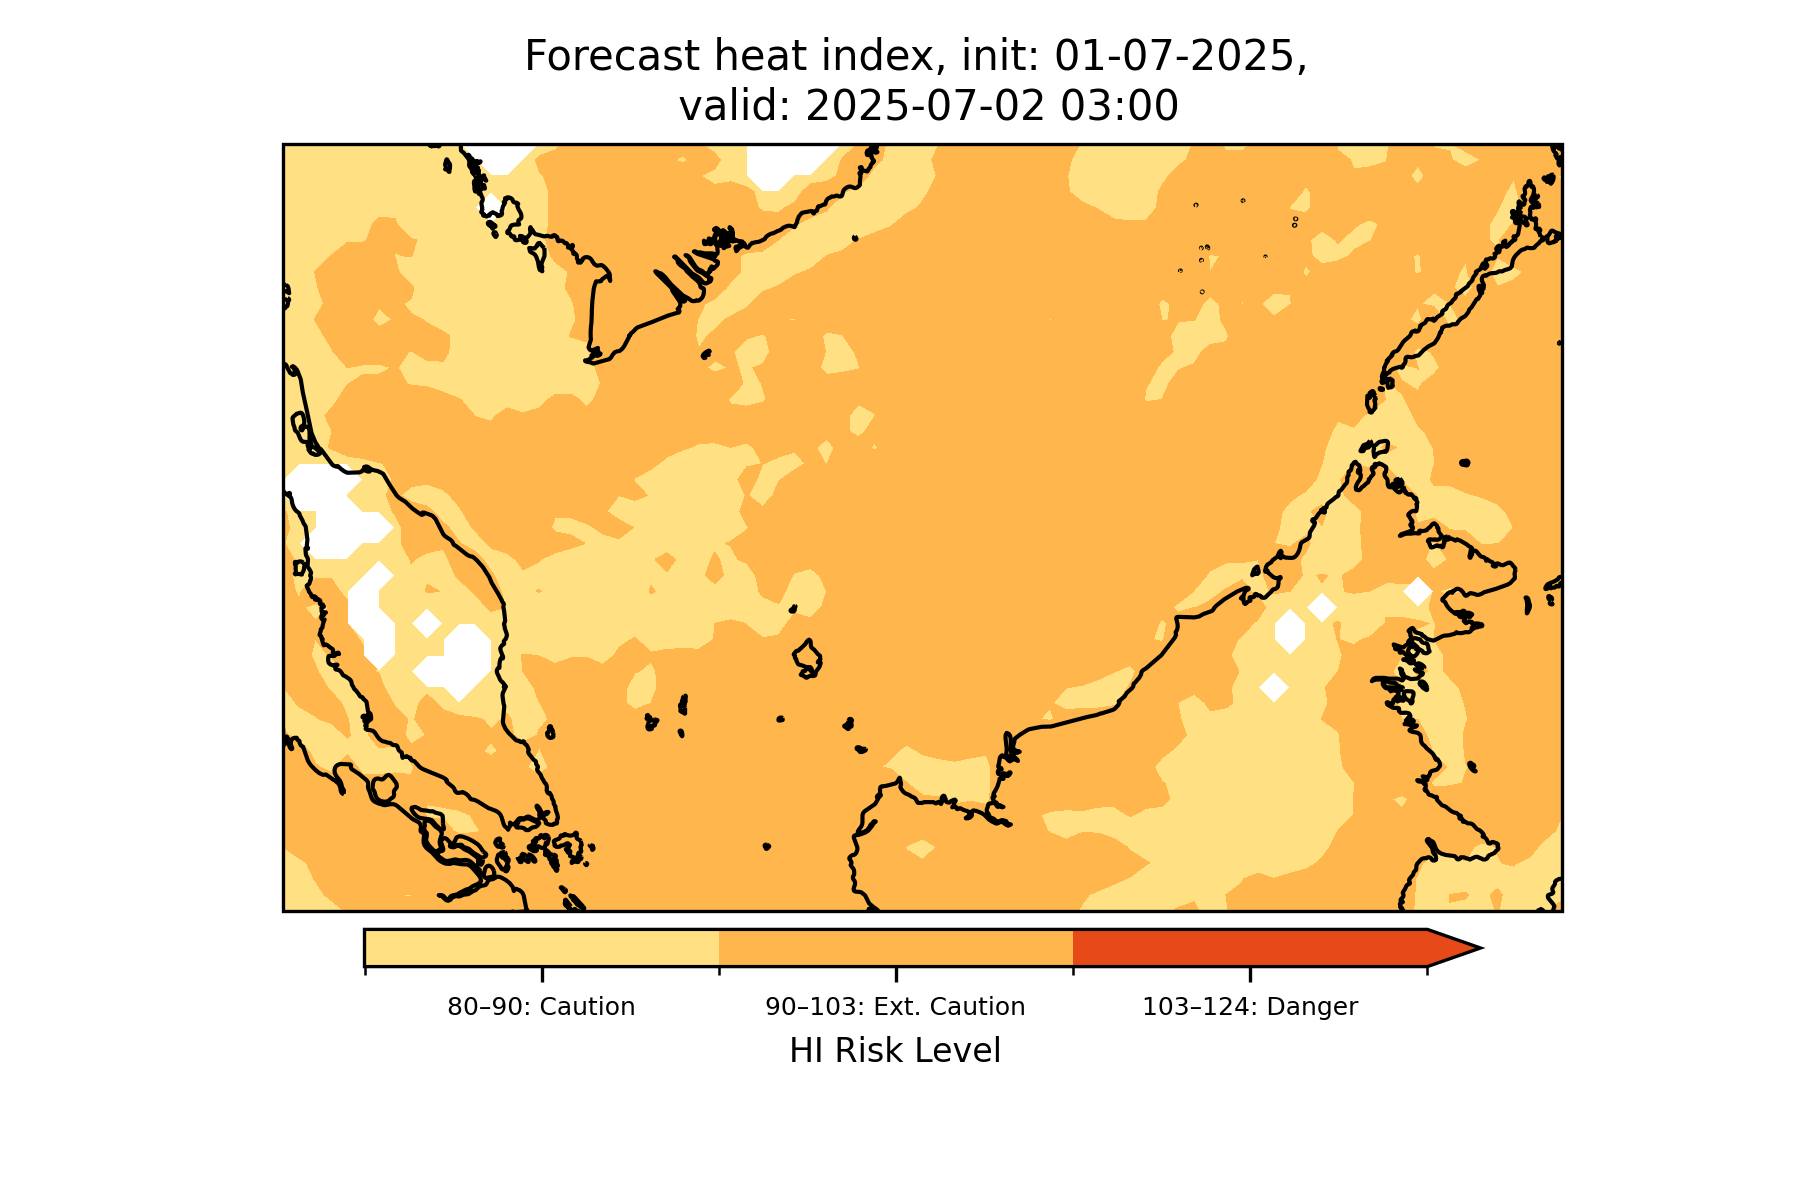 Forecast heat index, init: 01-07-2025,
valid: 2025-07-02 03:00
80–90: Caution
90–103: Ext. Caution
103–124: Danger
HI Risk Level